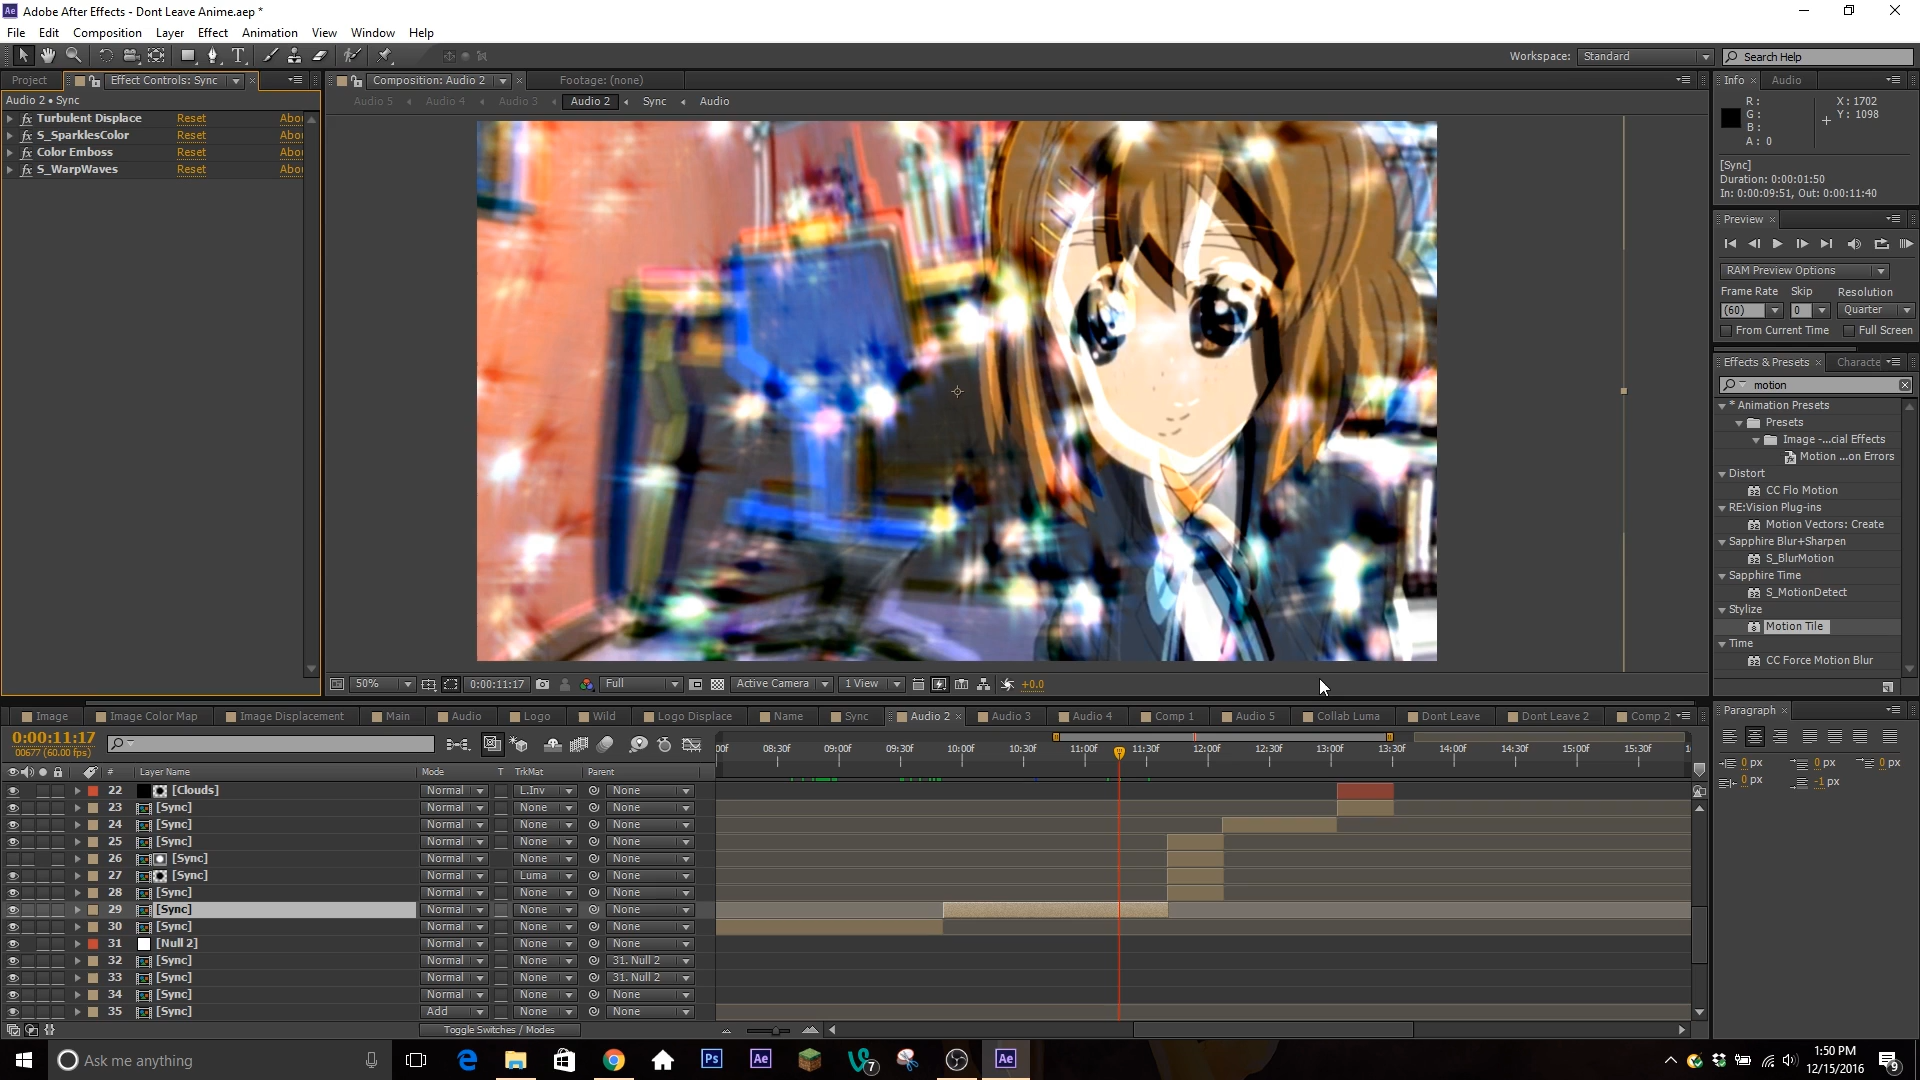 Adobe After Effects - Dont Leave Anime.aep *
File Edit Composition Layer Effect Animation View Window Help
Workspace: Standard Search Help
Project Effect Controls: Sync
Audio 2 • Sync
Turbulent Displace Reset Abou
S_SparklesColor Reset Abou
Color Emboss Reset Abou
S_WarpWaves Reset Abou
Composition: Audio 2 Footage: (none)
Audio 5 Audio 4 Audio 3 Audio 2 Sync Audio
50% 0:00:11:17 Full Active Camera 1 View +0.0
Info Audio
R: X: 1702
G: Y: 1098
B:
A: 0
[Sync]
Duration: 0:00:01:50
In: 0:00:09:51, Out: 0:00:11:40
Preview
RAM Preview Options
Frame Rate Skip Resolution
(60) 0 Quarter
From Current Time Full Screen
Effects & Presets Characte
motion
* Animation Presets
Presets
Image -...cial Effects
Motion ...on Errors
Distort
CC Flo Motion
RE:Vision Plug-ins
Motion Vectors: Create
Sapphire Blur+Sharpen
S_BlurMotion
Sapphire Time
S_MotionDetect
Stylize
Motion Tile
Time
CC Force Motion Blur
Paragraph
0 px 0 px 0 px
0 px -1 px
Image Image Color Map Image Displacement Main Audio Logo Wild Logo Displace Name Sync Audio 2 Audio 3 Audio 4 Comp 1 Audio 5 Collab Luma Dont Leave Dont Leave 2 Comp 2
0:00:11:17
00677 (60.00 fps)
00f 08:30f 09:00f 09:30f 10:00f 10:30f 11:00f 11:30f 12:00f 12:30f 13:00f 13:30f 14:00f 14:30f 15:00f 15:30f
# Layer Name Mode T TrkMat Parent
22 [Clouds] Normal L.Inv None
23 [Sync] Normal None None
24 [Sync] Normal None None
25 [Sync] Normal None None
26 [Sync] Normal None None
27 [Sync] Normal Luma None
28 [Sync] Normal None None
29 [Sync] Normal None None
30 [Sync] Normal None None
31 [Null 2] Normal None None
32 [Sync] Normal None 31. Null 2
33 [Sync] Normal None 31. Null 2
34 [Sync] Normal None None
35 [Sync] Add None None
Toggle Switches / Modes
Ask me anything Ps Ae 7 Ae 1:50 PM
12/15/2016 9